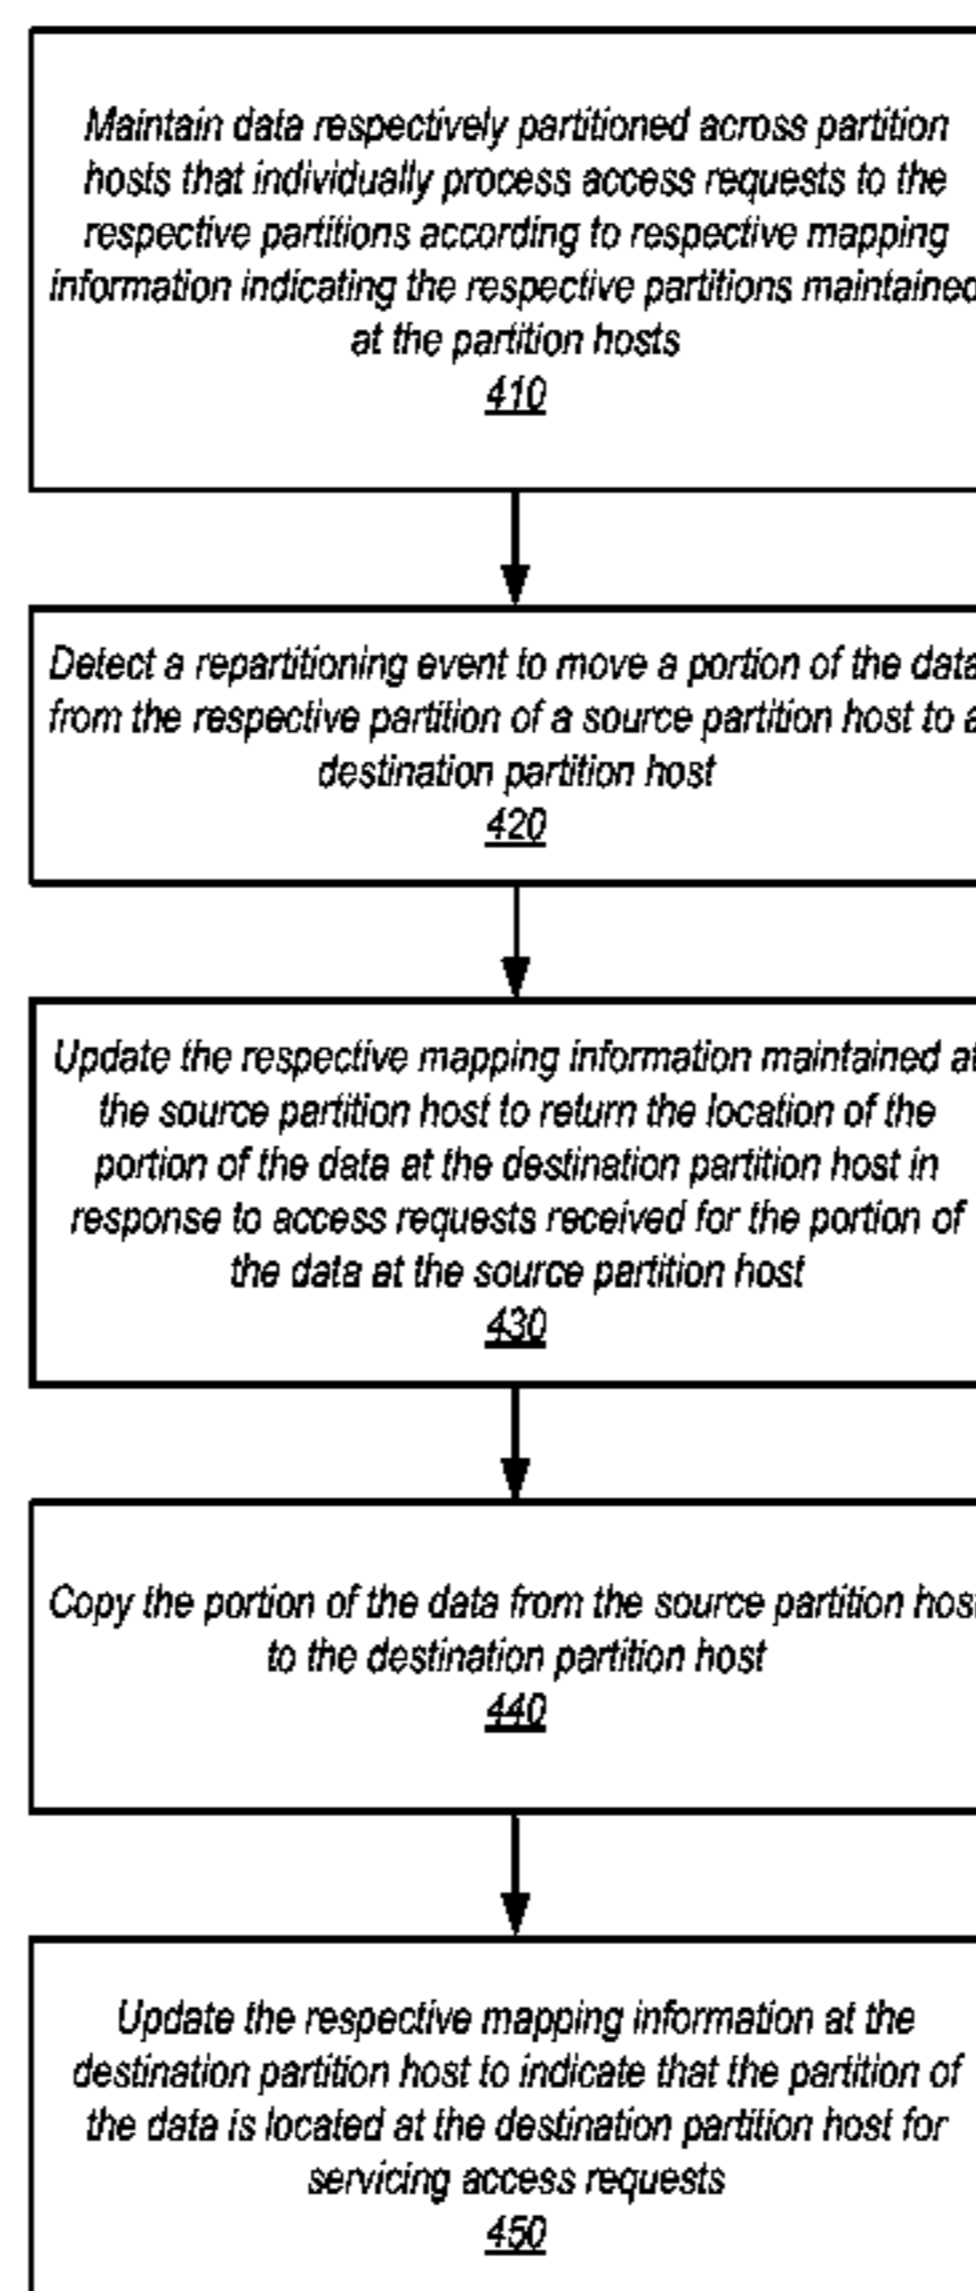 Maintain data respectively partitioned across partition
hosts that individually process access requests to the
respective partitions according to respective mapping
information indicating the respective partitions maintained
at the partition hosts
410
Detect a repartitioning event to move a portion of the data
from the respective partition of a source partition host to a
destination partition host
420
Update the respective mapping information maintained at
the source partition host to return the location of the
portion of the data at the destination partition host in
response to access requests received for the portion of
the data at the source partition host
430
Copy the portion of the data from the source partition host
to the destination partition host
440
Update the respective mapping information at the
destination partition host to indicate that the partition of
the data is located at the destination partition host for
servicing access requests
450